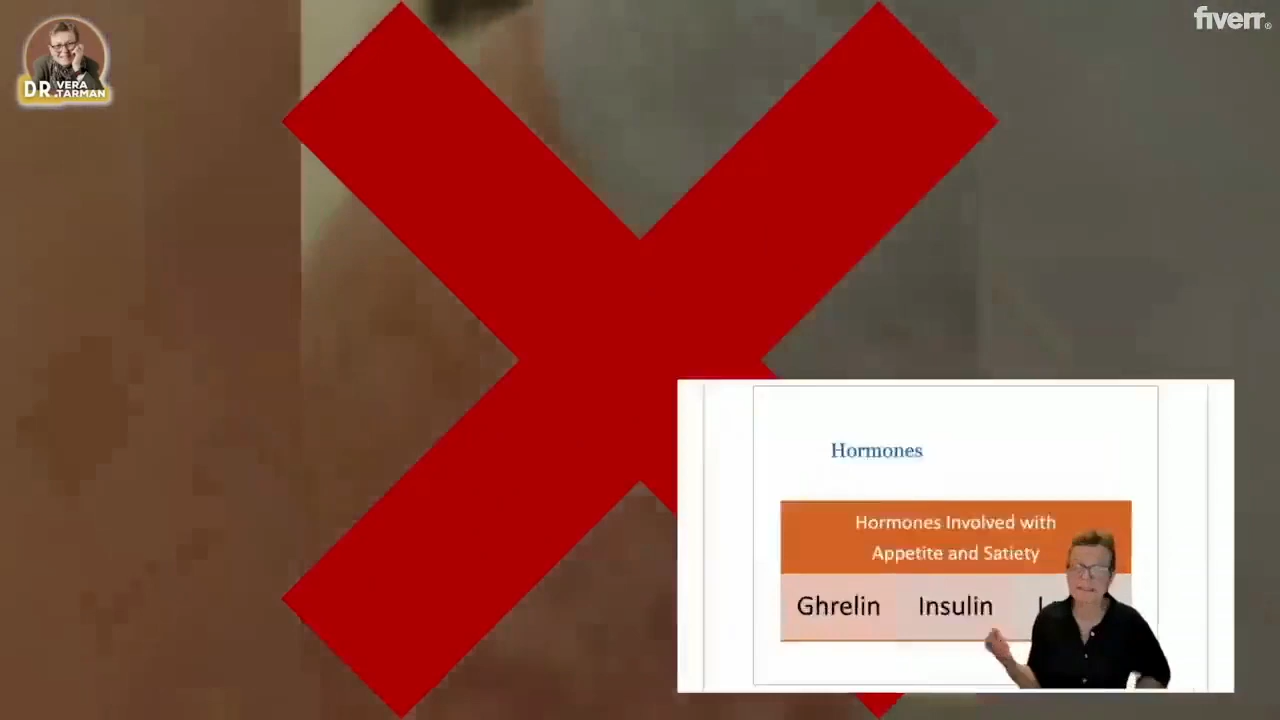 DR. VERA
TARMAN
fiverr.
Hormones
Hormones Involved with
Appetite and Satiety
Ghrelin Insulin